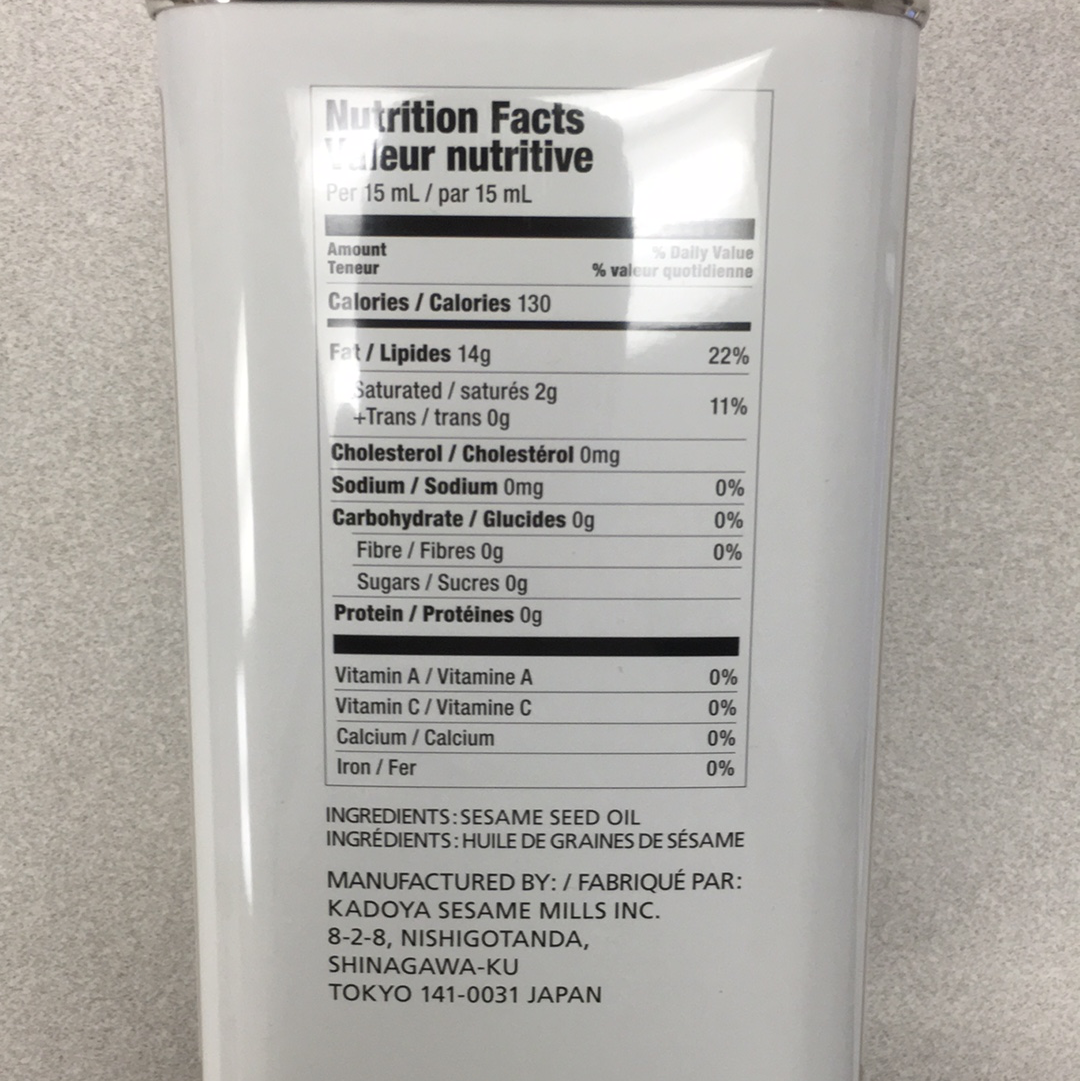 Nutrition Facts
Valeur nutritive
Per 15 mL / par 15 mL
Amount % Daily Value
Teneur % valeur quotidienne
Calories / Calories 130
Fat / Lipides 14g 22%
Saturated / saturés 2g
+Trans / trans 0g 11%
Cholesterol / Cholestérol 0mg
Sodium / Sodium 0mg 0%
Carbohydrate / Glucides 0g 0%
Fibre / Fibres 0g 0%
Sugars / Sucres 0g
Protein / Protéines 0g
Vitamin A / Vitamine A 0%
Vitamin C / Vitamine C 0%
Calcium / Calcium 0%
Iron / Fer 0%
INGREDIENTS: SESAME SEED OIL
INGRÉDIENTS: HUILE DE GRAINES DE SÉSAME
MANUFACTURED BY: / FABRIQUÉ PAR:
KADOYA SESAME MILLS INC.
8-2-8, NISHIGOTANDA,
SHINAGAWA-KU
TOKYO 141-0031 JAPAN